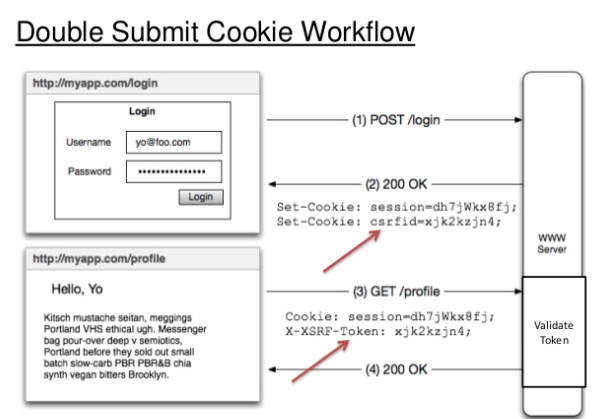 Double Submit Cookie Workflow
http://myapp.com/login
Login
Username
yo@foo.com
Password
•••••••••••••••
Login
(1) POST /login
(2) 200 OK
Set-Cookie: session=dh7jWkx8fj;
Set-Cookie: csrfid=xjk2kzjn4;
WWW
Server
http://myapp.com/profile
Hello, Yo
Kitsch mustache seitan, meggings
Portland VHS ethical ugh. Messenger
bag pour-over deep v semiotics,
Portland before they sold out small
batch slow-carb PBR PBR&B chia
synth vegan bitters Brooklyn.
(3) GET /profile
Cookie: session=dh7jWkx8fj;
X-XSRF-Token: xjk2kzjn4;
Validate
Token
(4) 200 OK